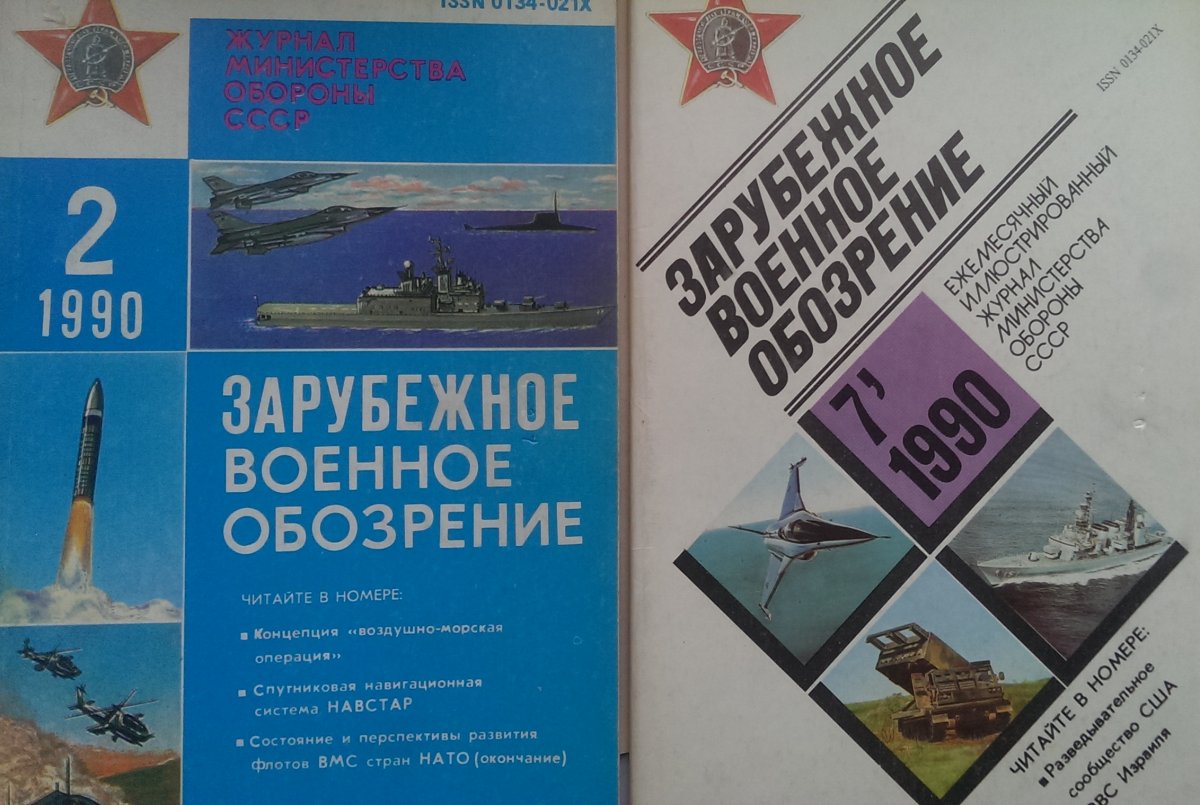 ISSN 0134-021X
ЖУРНАЛ
МИНИСТЕРСТВА
ОБОРОНЫ
СССР
2
1990
ЗАРУБЕЖНОЕ
ВОЕННОЕ
ОБОЗРЕНИЕ
ЧИТАЙТЕ В НОМЕРЕ:
Концепция «воздушно-морская
операция»
Спутниковая навигационная
система НАВСТАР
Состояние и перспективы развития
флотов ВМС стран НАТО (окончание)
ISSN 0134-021X
ЗАРУБЕЖНОЕ
ВОЕННОЕ
ОБОЗРЕНИЕ
ЕЖЕМЕСЯЧНЫЙ
ИЛЛЮСТРИРОВАННЫЙ
ЖУРНАЛ
МИНИСТЕРСТВА
ОБОРОНЫ
СССР
7'
1990
ЧИТАЙТЕ В НОМЕРЕ:
Разведывательное
сообщество США
ВВС Израиля